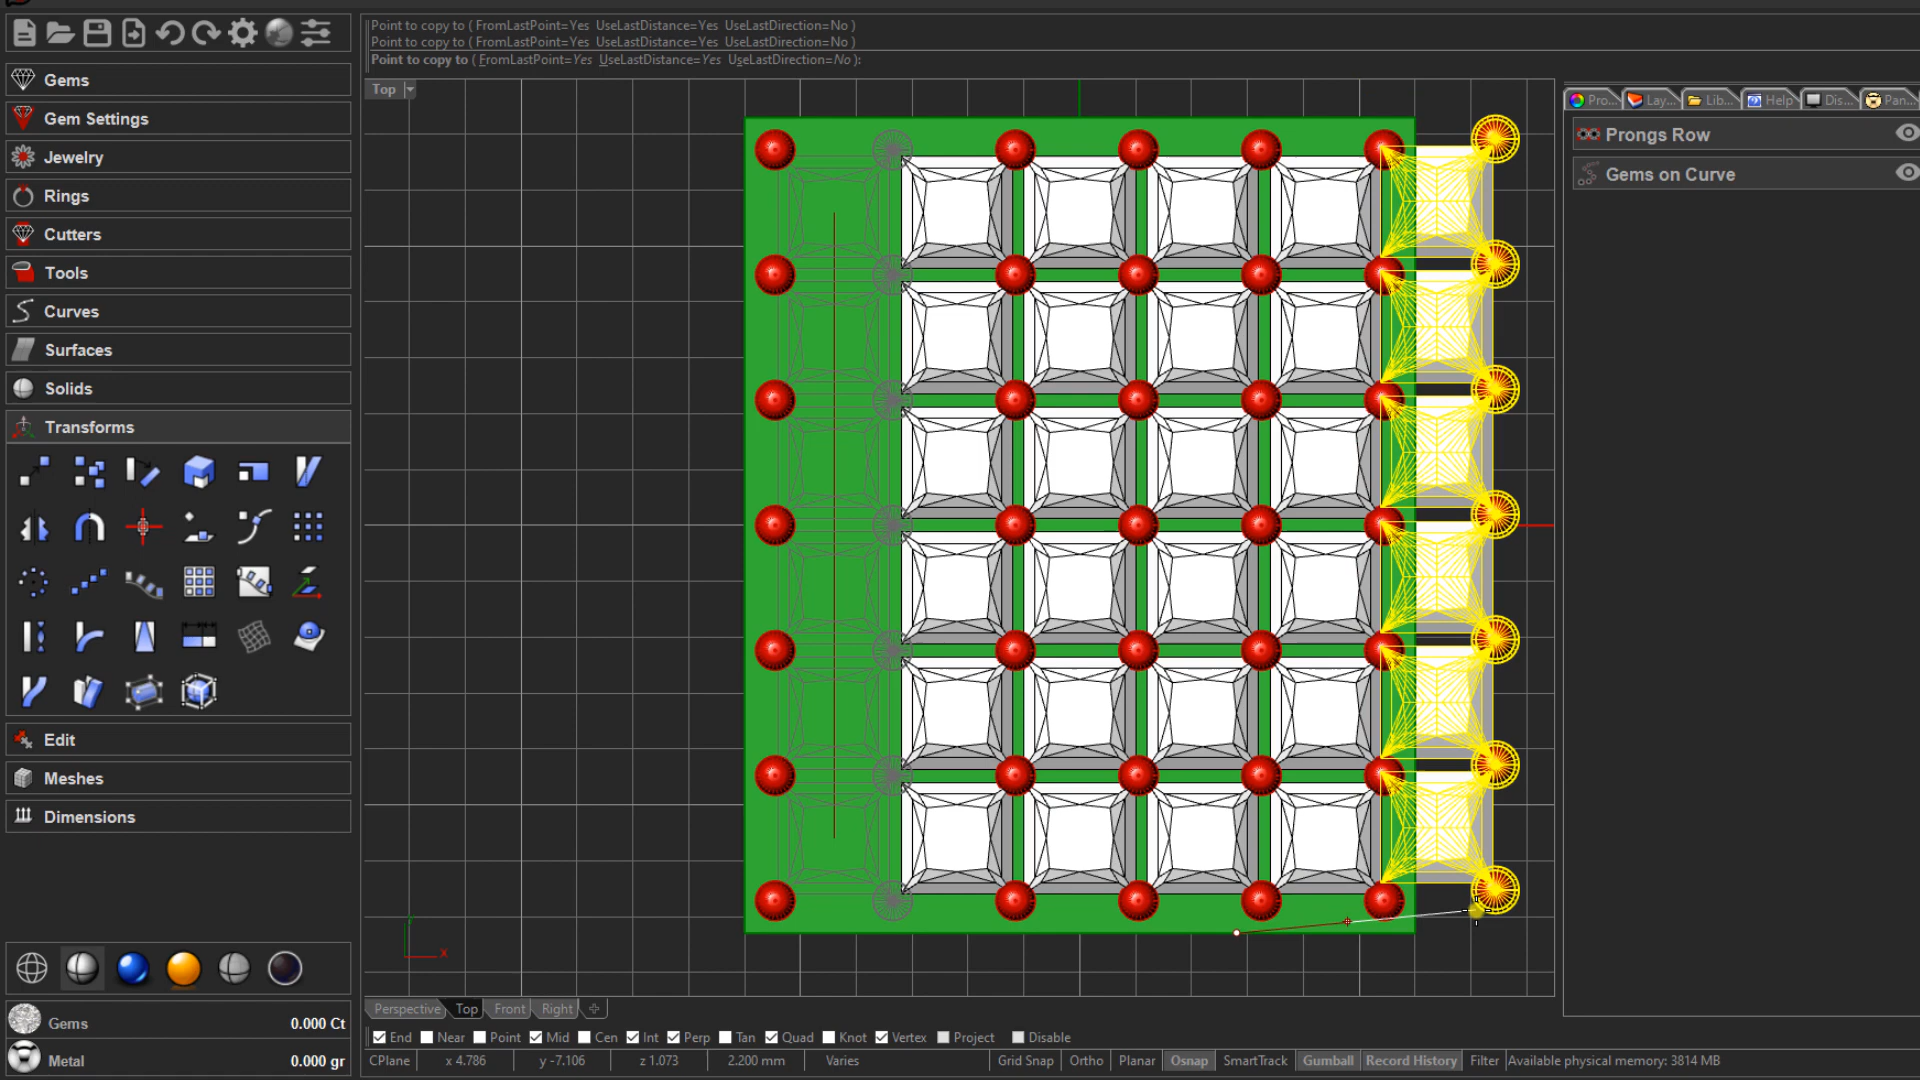 Point to copy to ( FromLastPoint=Yes  UseLastDistance=Yes  UseLastDirection=No )
Point to copy to ( FromLastPoint=Yes  UseLastDistance=Yes  UseLastDirection=No )
Point to copy to ( FromLastPoint=Yes  UseLastDistance=Yes  UseLastDirection=No ):
Top
Gems
Gem Settings
Jewelry
Rings
Cutters
Tools
Curves
Surfaces
Solids
Transforms
Edit
Meshes
Dimensions
Gems 0.000 Ct
Metal 0.000 gr
Pro... Lay... Lib... Help Dis... Pan...
Prongs Row
Gems on Curve
x
Perspective Top Front Right
End Near Point Mid Cen Int Perp Tan Quad Knot Vertex Project Disable
CPlane x 4.786 y -7.106 z 1.073 2.200 mm Varies Grid Snap Ortho Planar Osnap SmartTrack Gumball Record History Filter Available physical memory: 3814 MB